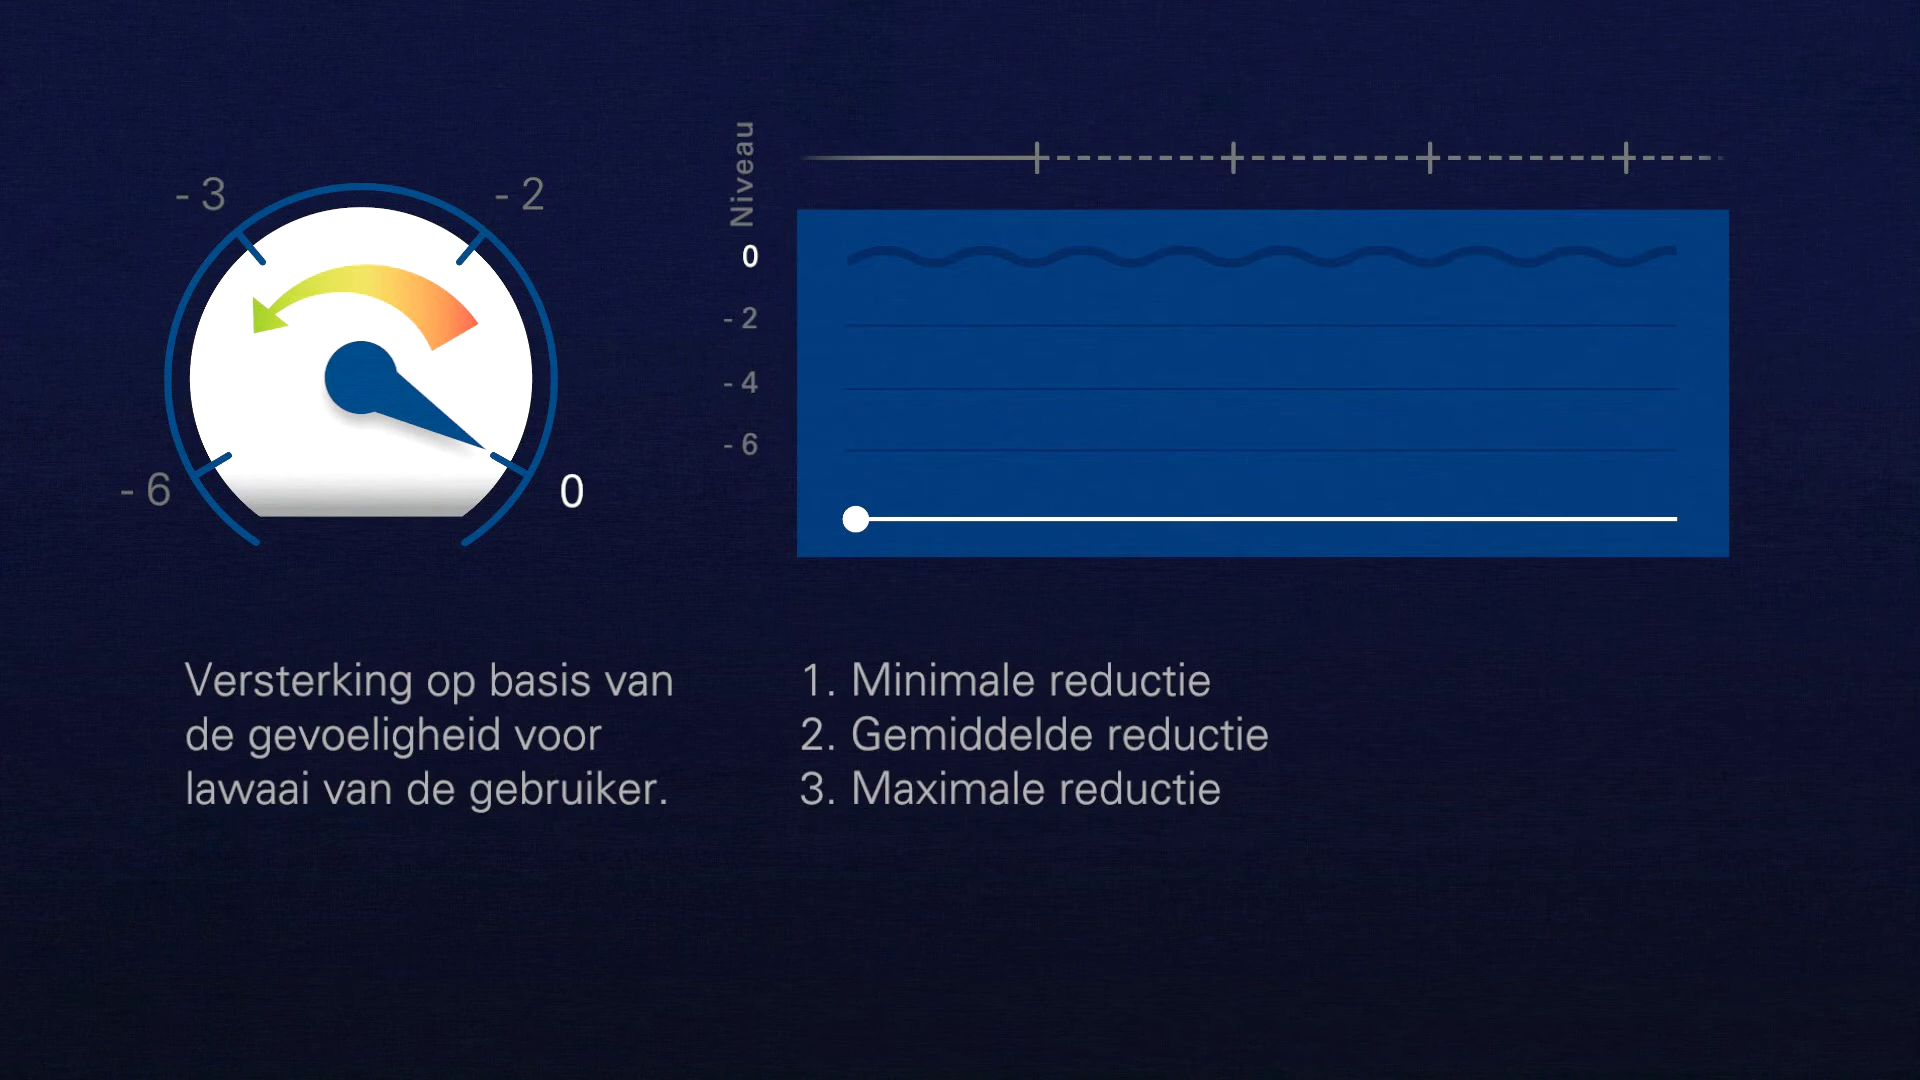 - 3
- 2
- 6
0
Niveau
0
- 2
- 4
- 6
Versterking op basis van
de gevoeligheid voor
lawaai van de gebruiker.
1. Minimale reductie
2. Gemiddelde reductie
3. Maximale reductie